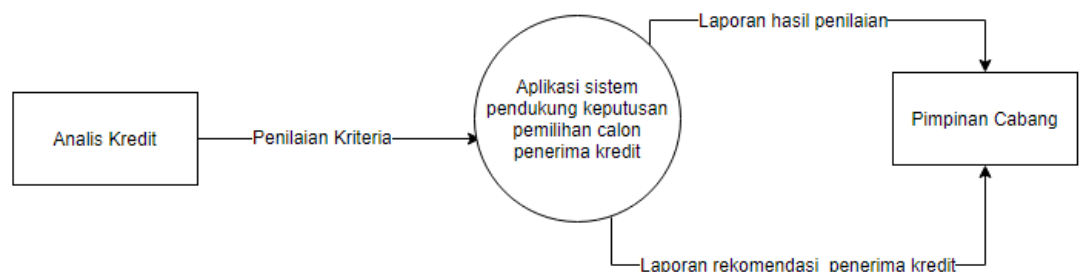 Laporan hasil penilaian
Aplikasi sistem
pendukung keputusan
pemilihan calon
penerima kredit
Analis Kredit
Penilaian Kriteria
Pimpinan Cabang
Laporan rekomendasi  penerima kredit